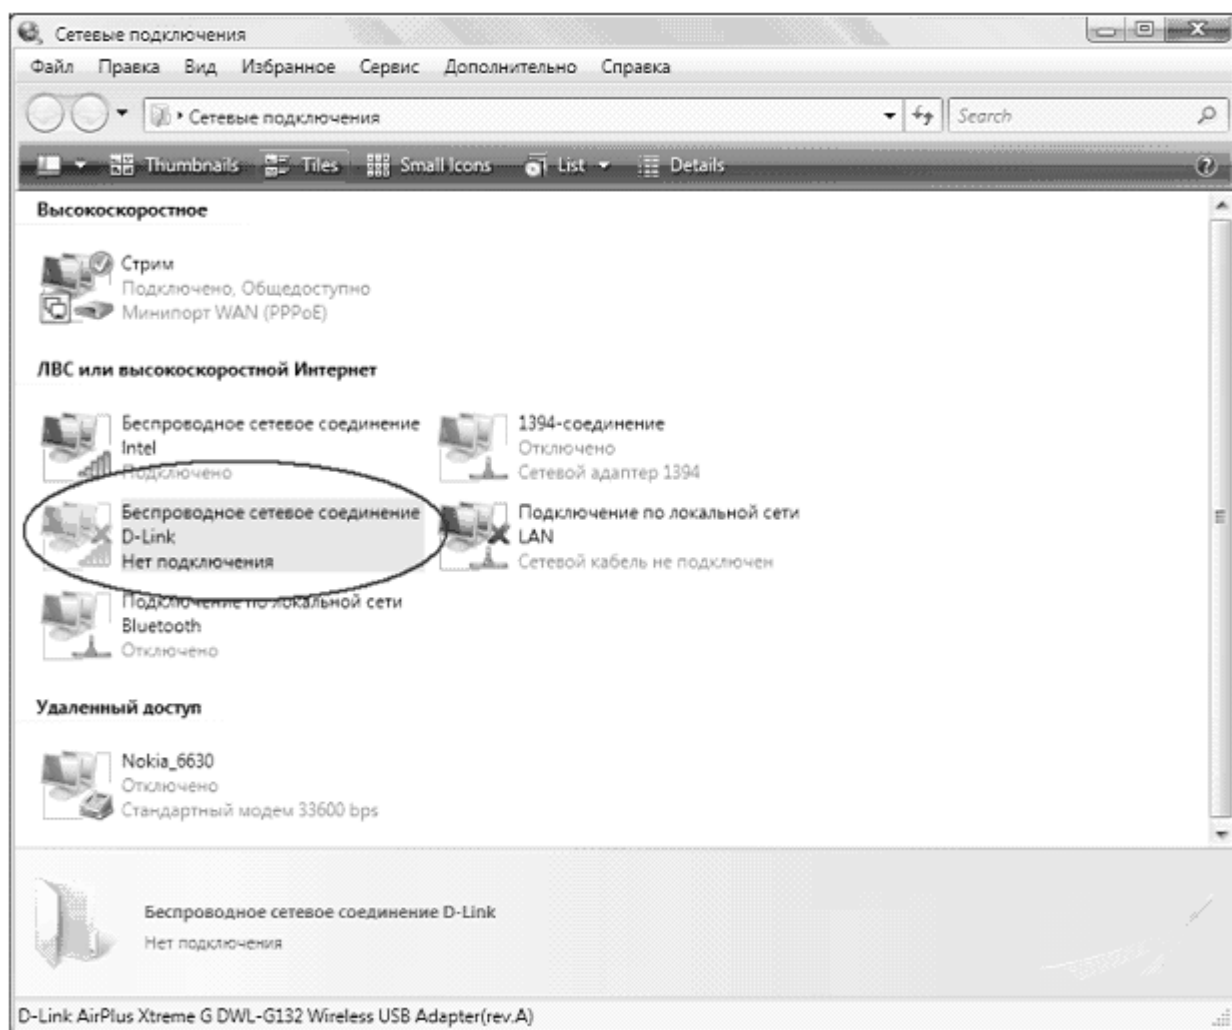 Сетевые подключения
Файл Правка Вид Избранное Сервис Дополнительно Справка
Сетевые подключения Search
Thumbnails Tiles Small Icons List Details
Высокоскоростное
Стрим
Подключено, Общедоступно
Минипорт WAN (PPPoE)
ЛВС или высокоскоростной Интернет
Беспроводное сетевое соединение
Intel
Подключено
1394-соединение
Отключено
Сетевой адаптер 1394
Беспроводное сетевое соединение
D-Link
Нет подключения
Подключение по локальной сети
LAN
Сетевой кабель не подключен
Подключение по локальной сети
Bluetooth
Отключено
Удаленный доступ
Nokia_6630
Отключено
Стандартный модем 33600 bps
Беспроводное сетевое соединение D-Link
Нет подключения
D-Link AirPlus Xtreme G DWL-G132 Wireless USB Adapter(rev.A)